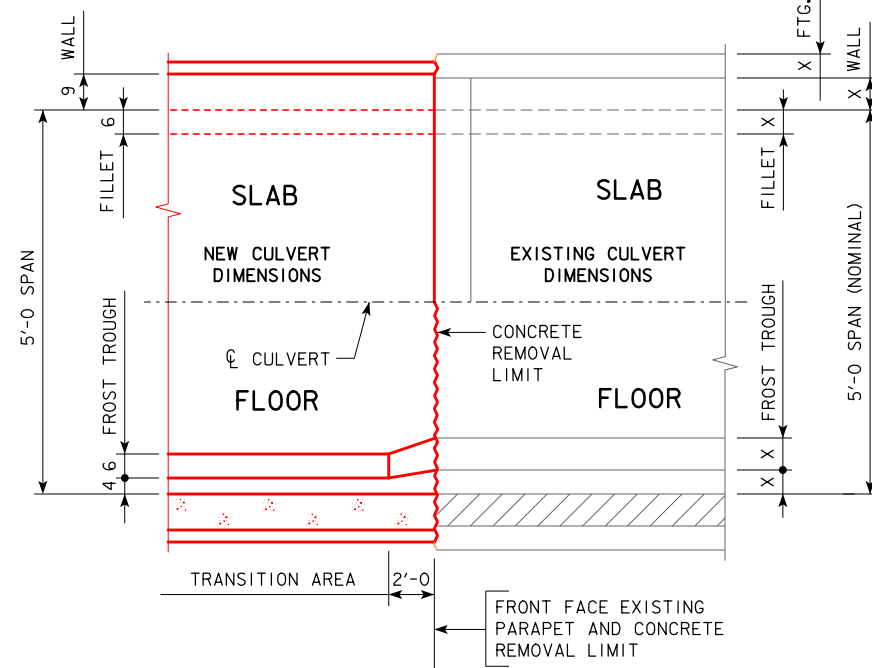 WALL
9
6
FILLET
5'-0 SPAN
FROST TROUGH
6
4
SLAB
NEW CULVERT
DIMENSIONS
℄ CULVERT
FLOOR
TRANSITION AREA
2'-0
SLAB
EXISTING CULVERT
DIMENSIONS
CONCRETE
REMOVAL
LIMIT
FLOOR
FRONT FACE EXISTING
PARAPET AND CONCRETE
REMOVAL LIMIT
FTG.
X
WALL
X
X
FILLET
FROST TROUGH
X
X
5'-0 SPAN (NOMINAL)